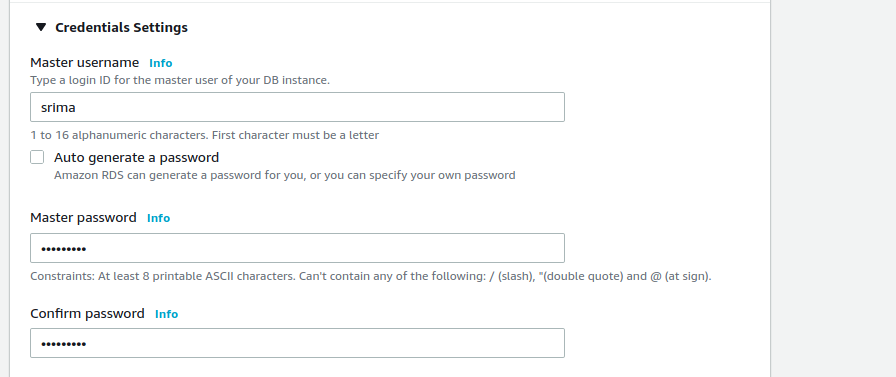 Credentials Settings
Master username Info
Type a login ID for the master user of your DB instance.
srima
1 to 16 alphanumeric characters. First character must be a letter
Auto generate a password
Amazon RDS can generate a password for you, or you can specify your own password
Master password Info
•••••••••
Constraints: At least 8 printable ASCII characters. Can't contain any of the following: / (slash), "(double quote) and @ (at sign).
Confirm password Info
•••••••••